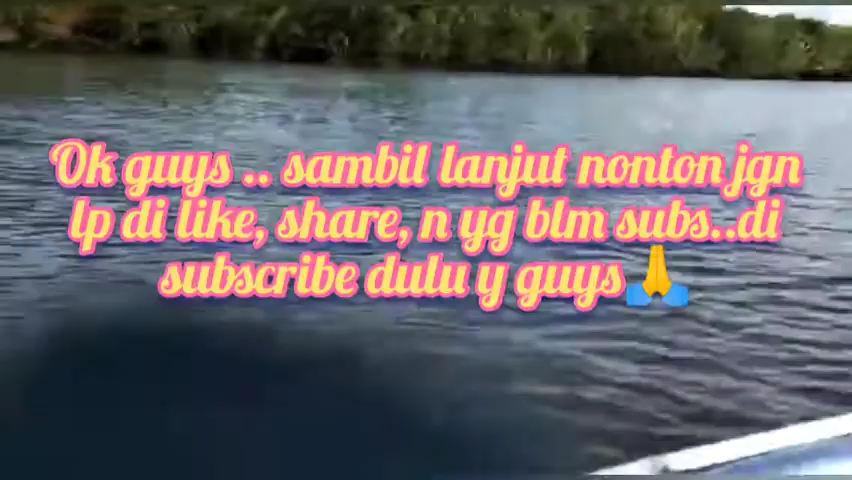 Ok guys .. sambil lanjut nonton jgn
lp di like, share, n yg blm subs..di
subscribe dulu y guys🙏